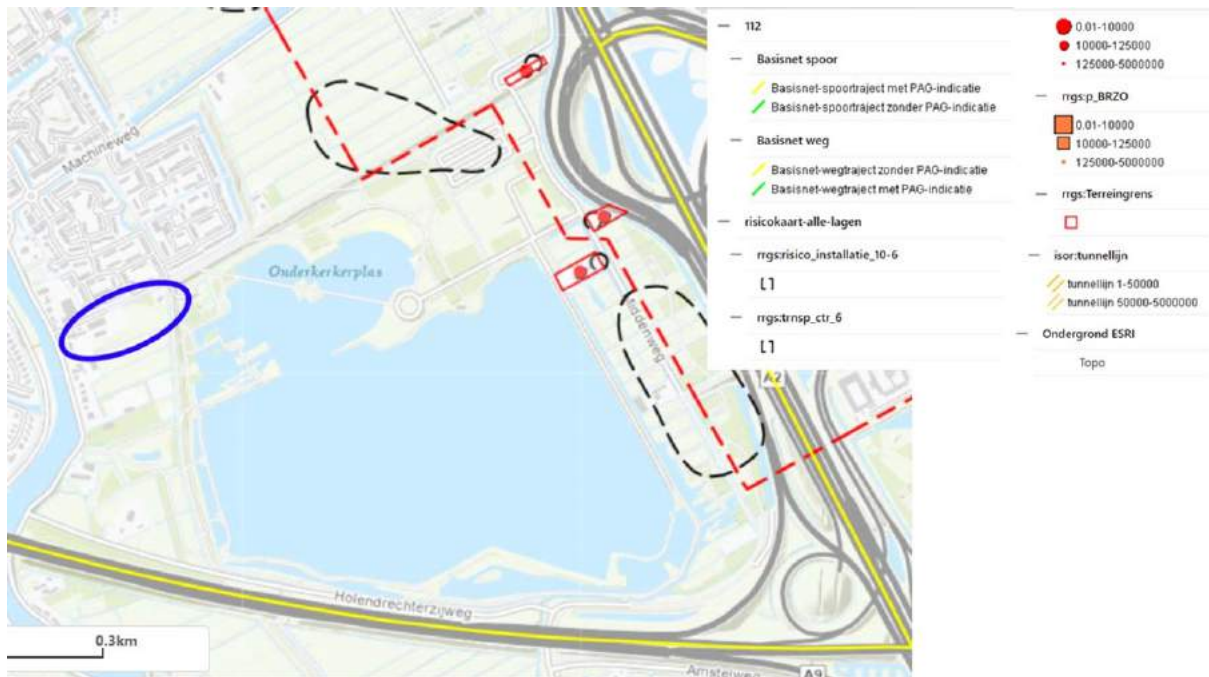 Machineweg
Ouderkerkerplas
Middenweg
A2
Holendrechterzijweg
0.3km
Amstelweg
A9
112
Basisnet spoor
Basisnet-spoortraject met PAG-indicatie
Basisnet-spoortraject zonder PAG-indicatie
Basisnet weg
Basisnet-wegtraject zonder PAG-indicatie
Basisnet-wegtraject met PAG-indicatie
risicokaart-alle-lagen
rrgs:risico_installatie_10-6
rrgs:trnsp_ctr_6
0.01-10000
10000-125000
125000-5000000
rrgs:p_BRZO
0.01-10000
10000-125000
125000-5000000
rrgs:Terreingrens
isor:tunnellijn
tunnellijn 1-50000
tunnellijn 50000-5000000
Ondergrond ESRI
Topo